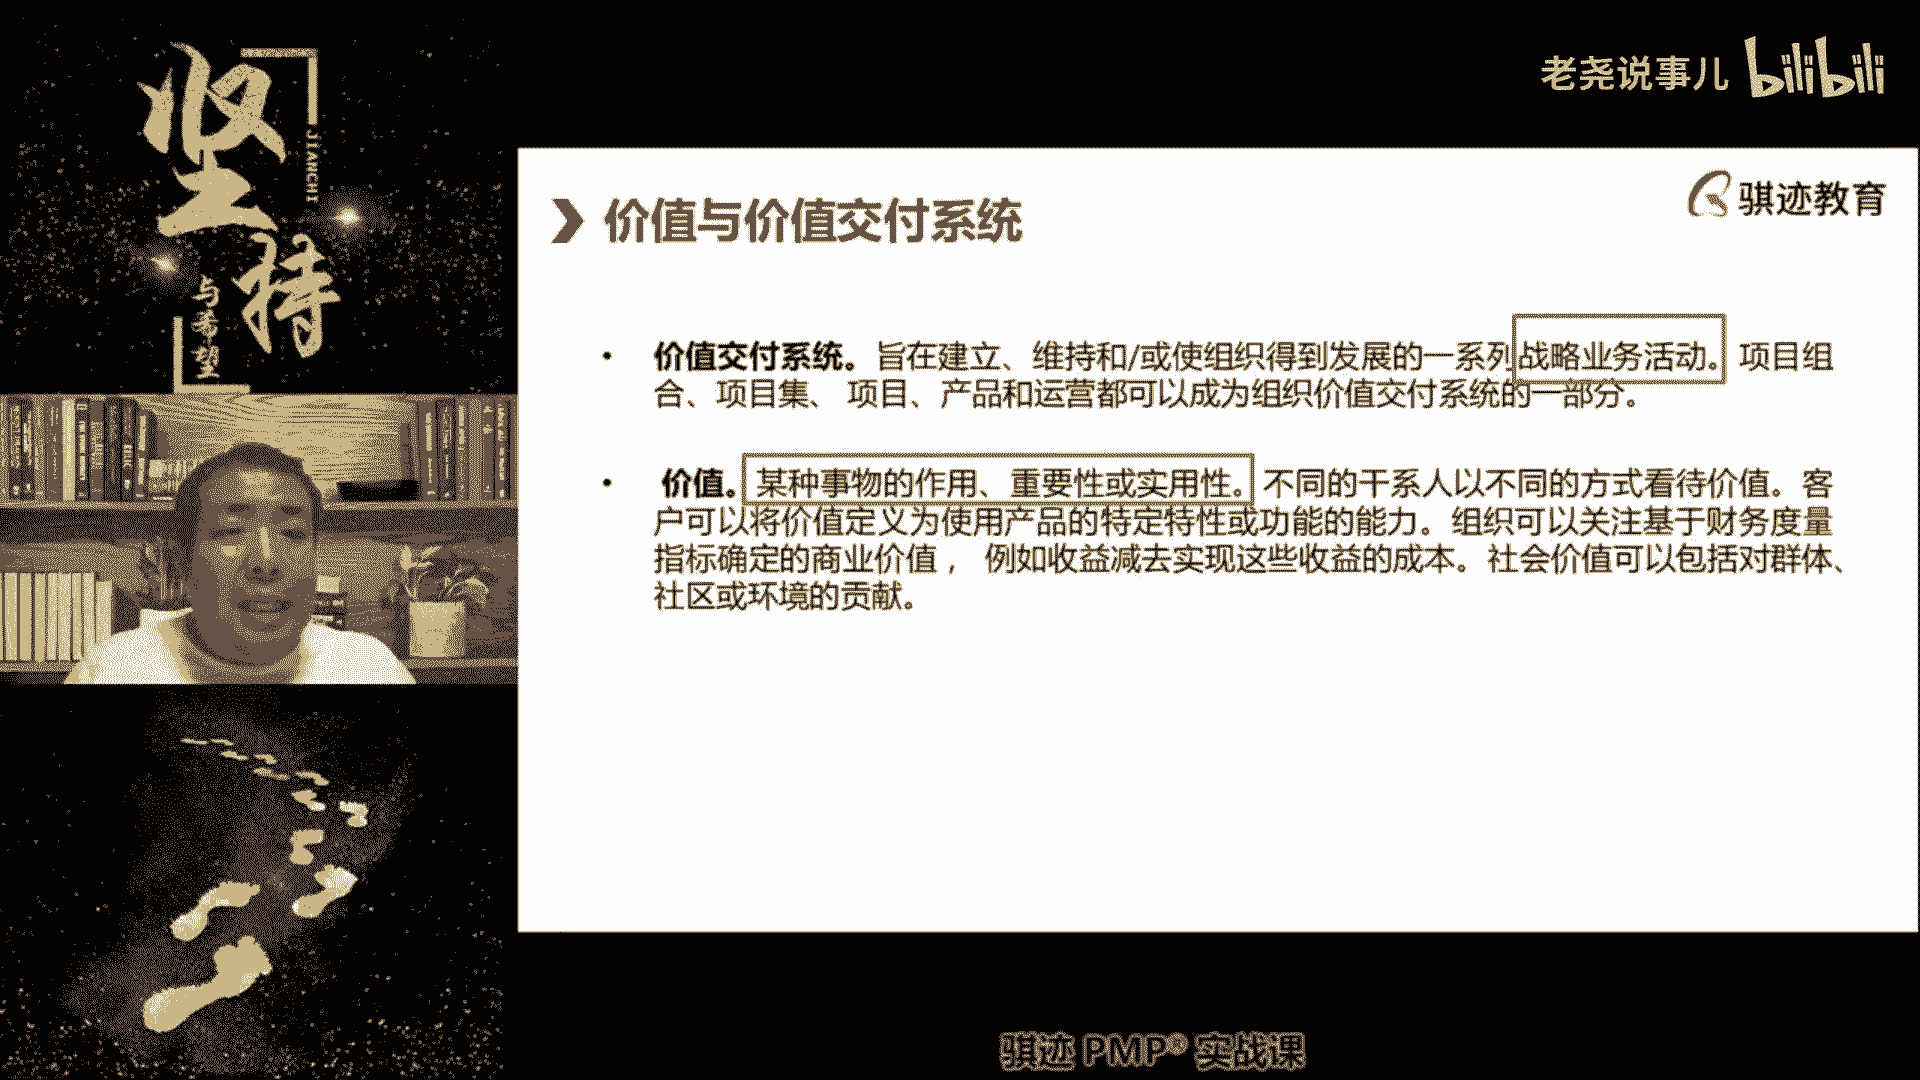 坚持
JIANCHI
与希望
老尧说事儿 bilibili
骐迹教育
价值与价值交付系统
• 价值交付系统。旨在建立、维持和/或使组织得到发展的一系列战略业务活动。 项目组
合、项目集、 项目、产品和运营都可以成为组织价值交付系统的一部分。
• 价值。某种事物的作用、重要性或实用性。不同的干系人以不同的方式看待价值。客
户可以将价值定义为使用产品的特定特性或功能的能力。组织可以关注基于财务度量
指标确定的商业价值， 例如收益减去实现这些收益的成本。社会价值可以包括对群体、
社区或环境的贡献。
骐迹 PMP® 实战课